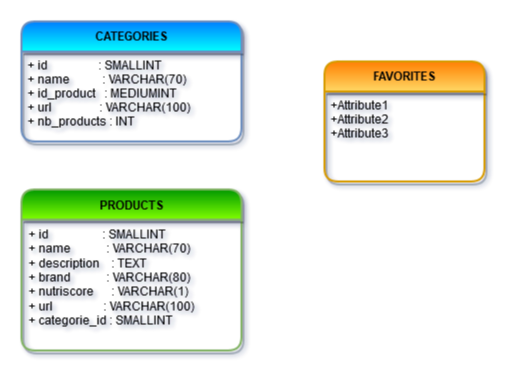 CATEGORIES
+ id : SMALLINT
+ name : VARCHAR(70)
+ id_product : MEDIUMINT
+ url : VARCHAR(100)
+ nb_products : INT
FAVORITES
+Attribute1
+Attribute2
+Attribute3
PRODUCTS
+ id : SMALLINT
+ name : VARCHAR(70)
+ description : TEXT
+ brand : VARCHAR(80)
+ nutriscore : VARCHAR(1)
+ url : VARCHAR(100)
+ categorie_id : SMALLINT